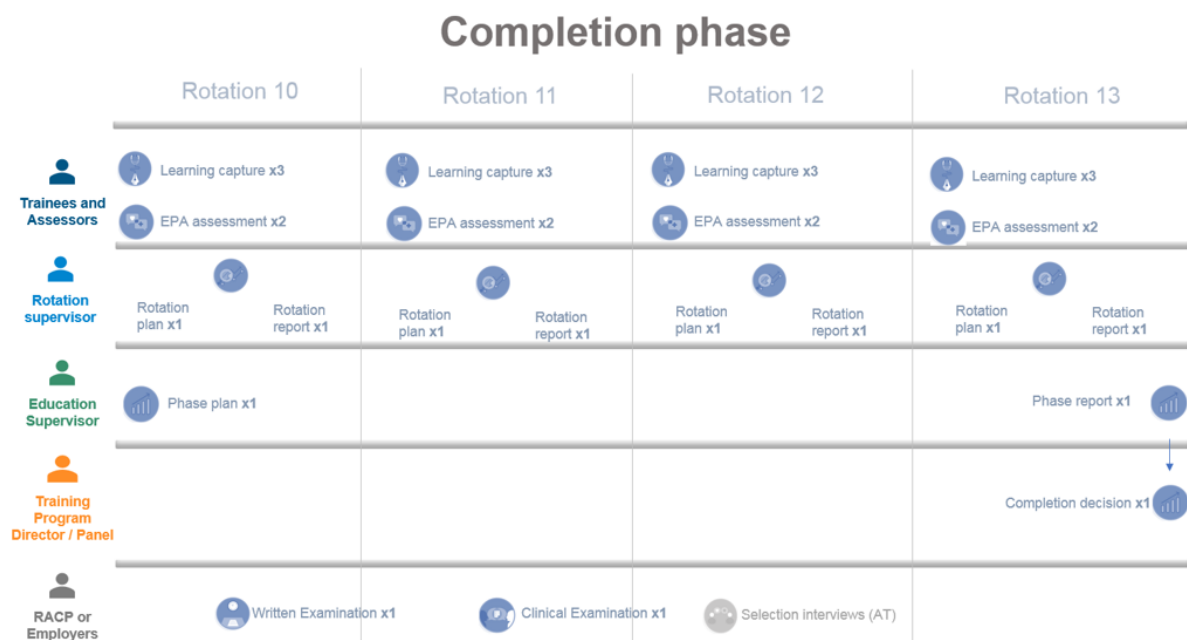 Completion phase
Rotation 10
Rotation 11
Rotation 12
Rotation 13
Trainees and
Assessors
Learning capture x3
Learning capture x3
Learning capture x3
Learning capture x3
EPA assessment x2
EPA assessment x2
EPA assessment x2
EPA assessment x2
Rotation
supervisor
Rotation
plan x1
Rotation
report x1
Rotation
plan x1
Rotation
report x1
Rotation
plan x1
Rotation
report x1
Rotation
plan x1
Rotation
report x1
Education
Supervisor
Phase plan x1
Phase report x1
Training
Program
Director / Panel
Completion decision x1
RACP or
Employers
Written Examination x1
Clinical Examination x1
Selection interviews (AT)